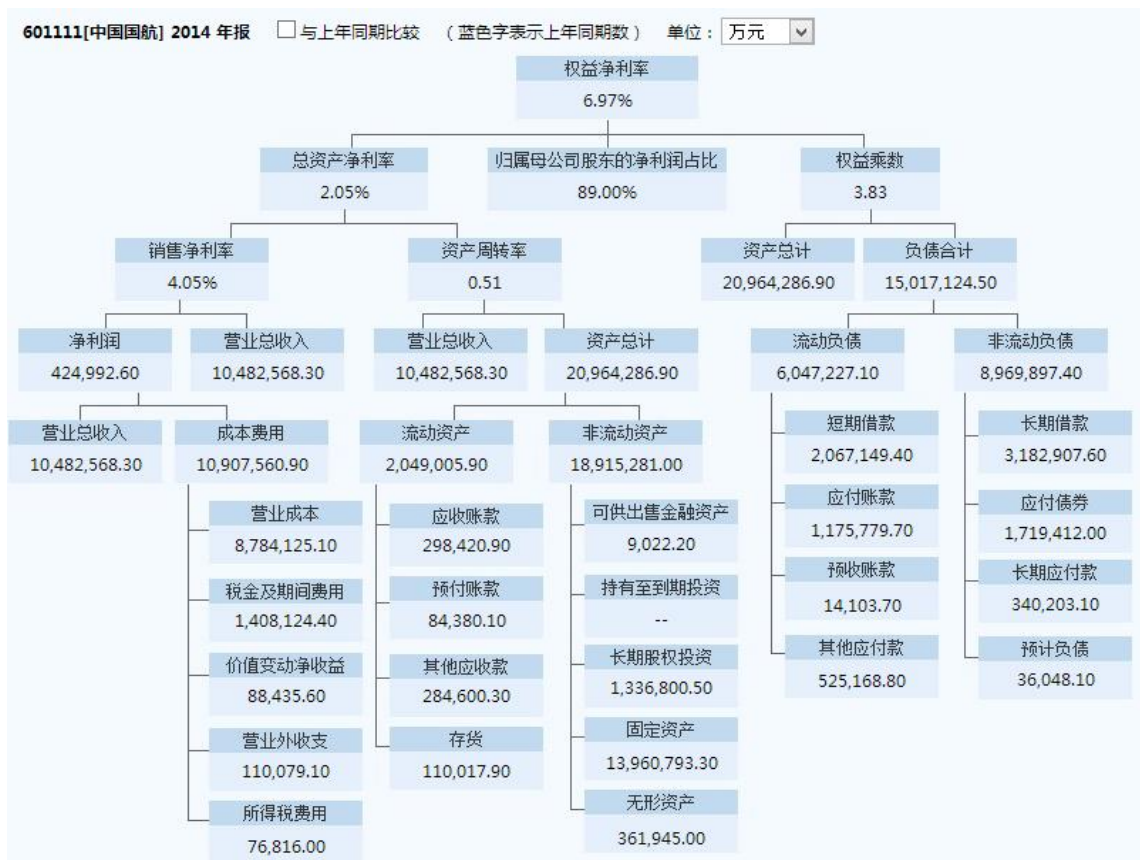 601111[中国国航] 2014 年报 与上年同期比较 （蓝色字表示上年同期数） 单位： 万元
权益净利率
6.97%
总资产净利率 归属母公司股东的净利润占比 权益乘数
2.05% 89.00% 3.83
销售净利率 资产周转率 资产总计 负债合计
4.05% 0.51 20,964,286.90 15,017,124.50
净利润 营业总收入 营业总收入 资产总计 流动负债 非流动负债
424,992.60 10,482,568.30 10,482,568.30 20,964,286.90 6,047,227.10 8,969,897.40
营业总收入 成本费用 流动资产 非流动资产 短期借款 长期借款
10,482,568.30 10,907,560.90 2,049,005.90 18,915,281.00 2,067,149.40 3,182,907.60
营业成本 应收账款 可供出售金融资产 应付账款 应付债券
8,784,125.10 298,420.90 9,022.20 1,175,779.70 1,719,412.00
税金及期间费用 预付账款 持有至到期投资 预收账款 长期应付款
1,408,124.40 84,380.10 -- 14,103.70 340,203.10
价值变动净收益 其他应收款 长期股权投资 其他应付款 预计负债
88,435.60 284,600.30 1,336,800.50 525,168.80 36,048.10
营业外收支 存货 固定资产
110,079.10 110,017.90 13,960,793.30
所得税费用 无形资产
76,816.00 361,945.00